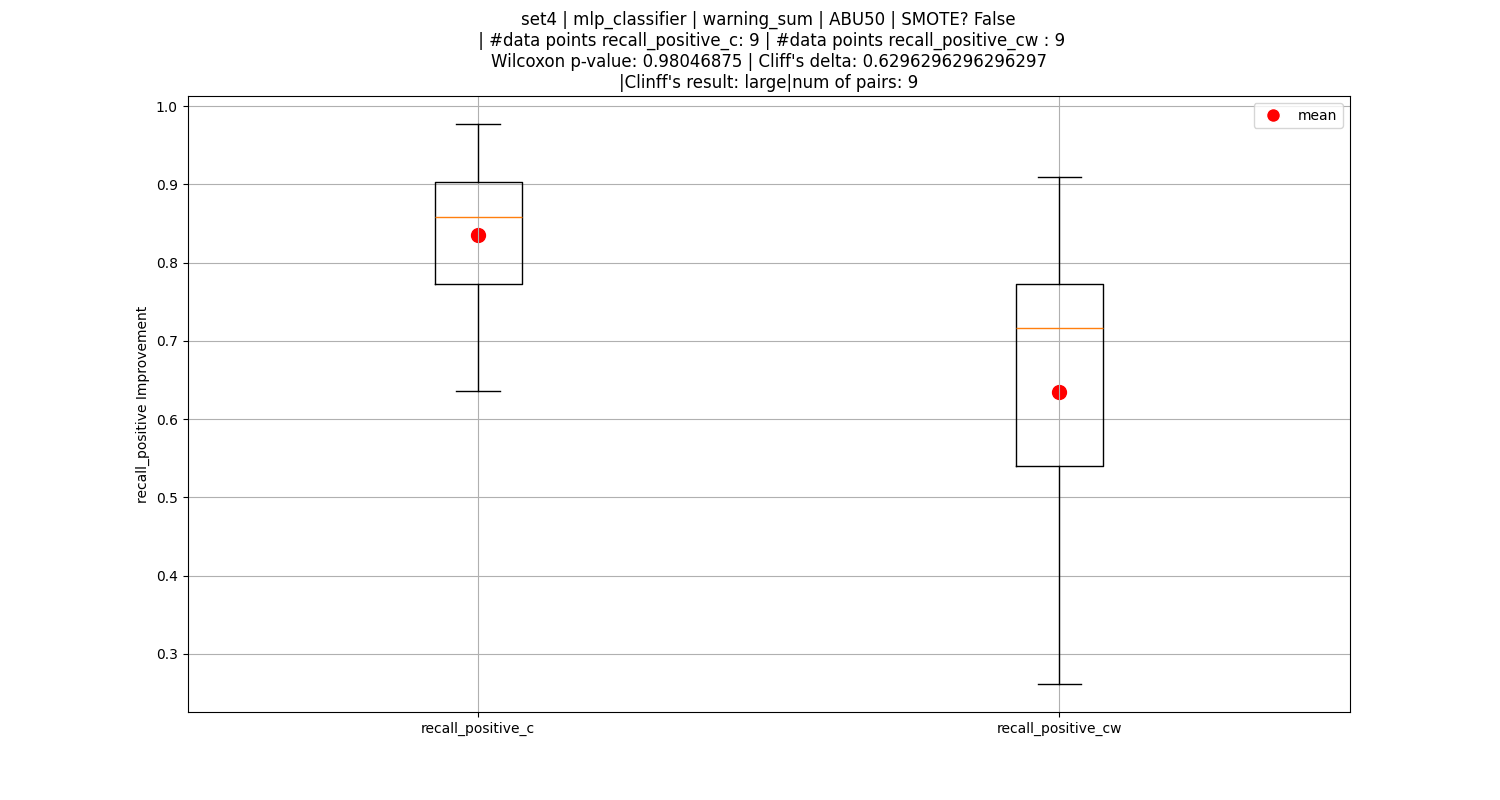 set4 | mlp_classifier | warning_sum | ABU50 | SMOTE? False
| #data points recall_positive_c: 9 | #data points recall_positive_cw : 9
Wilcoxon p-value: 0.98046875 | Cliff's delta: 0.6296296296296297
|Clinff's result: large|num of pairs: 9
mean
recall_positive Improvement
1.0
0.9
0.8
0.7
0.6
0.5
0.4
0.3
recall_positive_c
recall_positive_cw